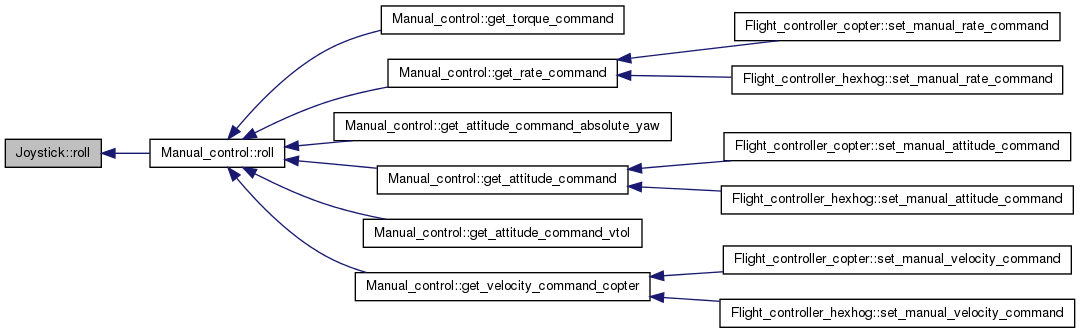 Manual_control::get_torque_command
Flight_controller_copter::set_manual_rate_command
Manual_control::get_rate_command
Flight_controller_hexhog::set_manual_rate_command
Manual_control::get_attitude_command_absolute_yaw
Joystick::roll
Manual_control::roll
Flight_controller_copter::set_manual_attitude_command
Manual_control::get_attitude_command
Flight_controller_hexhog::set_manual_attitude_command
Manual_control::get_attitude_command_vtol
Flight_controller_copter::set_manual_velocity_command
Manual_control::get_velocity_command_copter
Flight_controller_hexhog::set_manual_velocity_command